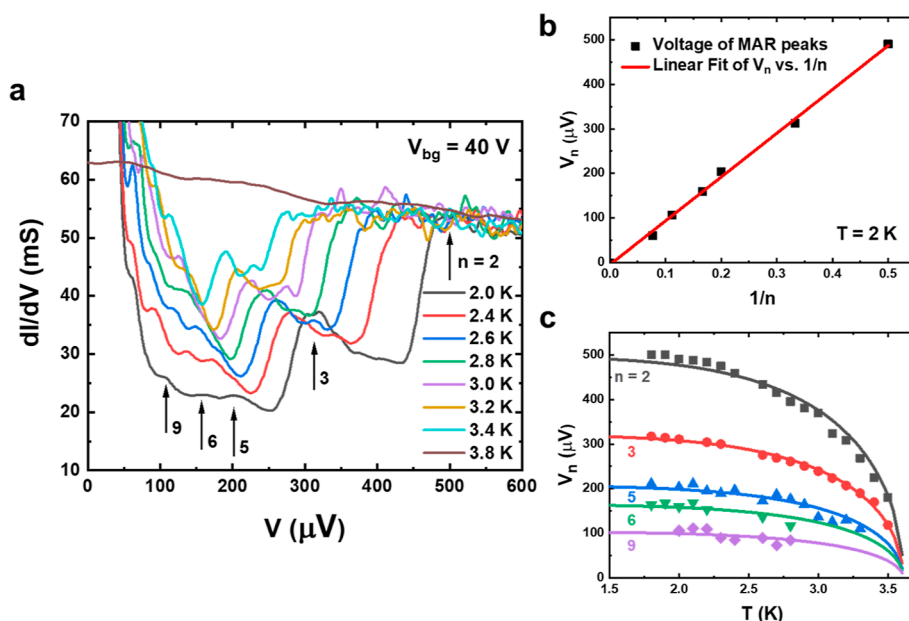 a
70
60
50
40
30
20
10
dI/dV (mS)
V_bg = 40 V
n = 2
2.0 K
2.4 K
2.6 K
2.8 K
3.0 K
3.2 K
3.4 K
3.8 K
9
6
5
3
0 100 200 300 400 500 600
V (μV)
b
500
400
300
200
100
0
V_n (μV)
Voltage of MAR peaks
Linear Fit of V_n vs. 1/n
T = 2 K
0.0 0.1 0.2 0.3 0.4 0.5
1/n
c
500
400
300
200
100
0
V_n (μV)
n = 2
3
5
6
9
1.5 2.0 2.5 3.0 3.5
T (K)